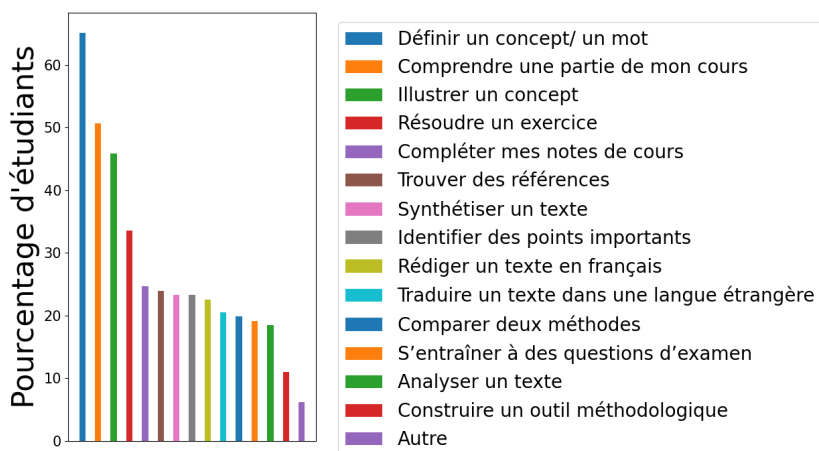 Pourcentage d'étudiants
60
50
40
30
20
10
0
Définir un concept/ un mot
Comprendre une partie de mon cours
Illustrer un concept
Résoudre un exercice
Compléter mes notes de cours
Trouver des références
Synthétiser un texte
Identifier des points importants
Rédiger un texte en français
Traduire un texte dans une langue étrangère
Comparer deux méthodes
S’entraîner à des questions d’examen
Analyser un texte
Construire un outil méthodologique
Autre